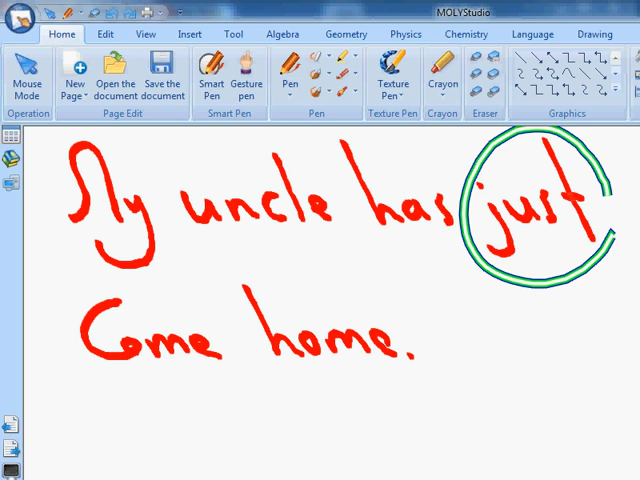 MOLYStudio
Home Edit View Insert Tool Algebra Geometry Physics Chemistry Language Drawing
Mouse Mode
New Page
Open the document
Save the document
Smart Pen
Gesture pen
Pen
Texture Pen
Crayon
Operation Page Edit Smart Pen Pen Texture Pen Crayon Eraser Graphics
My uncle has just
Come home.